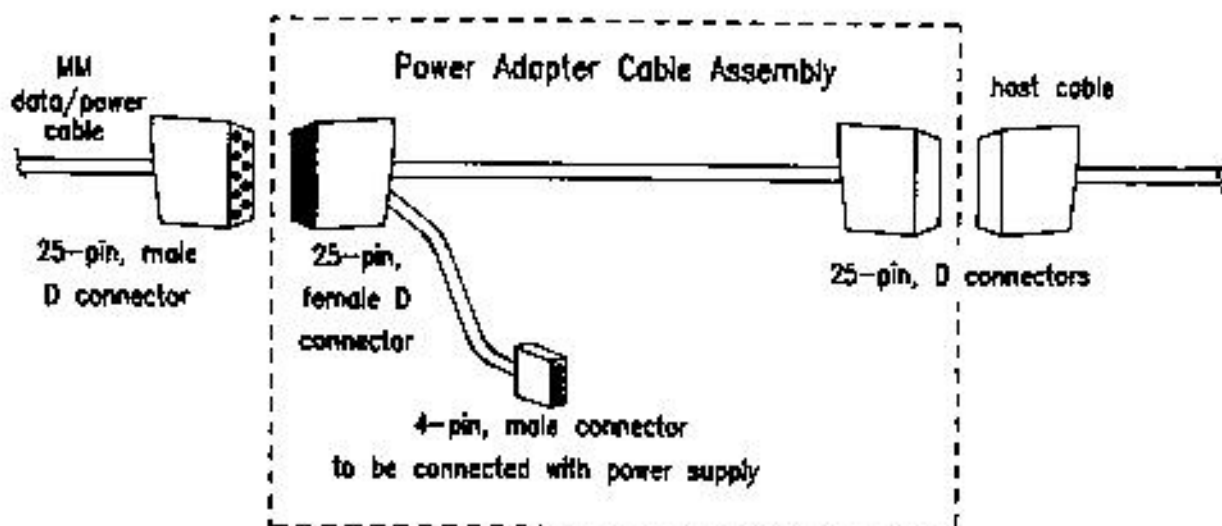 Power Adapter Cable Assembly
MM
data/power
cable
host cable
25-pin, male
D connector
25-pin,
female D
connector
25-pin, D connectors
4-pin, male connector
to be connected with power supply